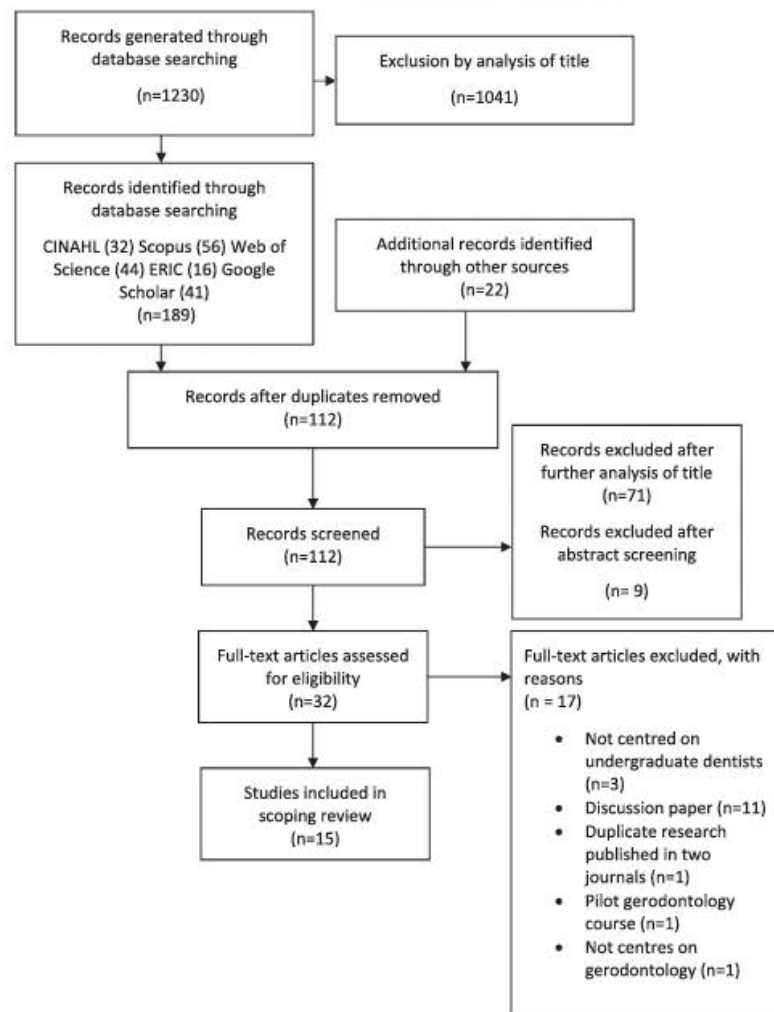 Records generated through
database searching
(n=1230)
Exclusion by analysis of title
(n=1041)
Records identified through
database searching
CINAHL (32) Scopus (56) Web of
Science (44) ERIC (16) Google
Scholar (41)
(n=189)
Additional records identified
through other sources
(n=22)
Records after duplicates removed
(n=112)
Records excluded after
further analysis of title
(n=71)
Records excluded after
abstract screening
(n= 9)
Records screened
(n=112)
Full-text articles assessed
for eligibility
(n=32)
Full-text articles excluded, with
reasons
(n = 17)
• Not centred on
undergraduate dentists
(n=3)
• Discussion paper (n=11)
• Duplicate research
published in two
journals (n=1)
• Pilot gerodontology
course (n=1)
• Not centres on
gerodontology (n=1)
Studies included in
scoping review
(n=15)